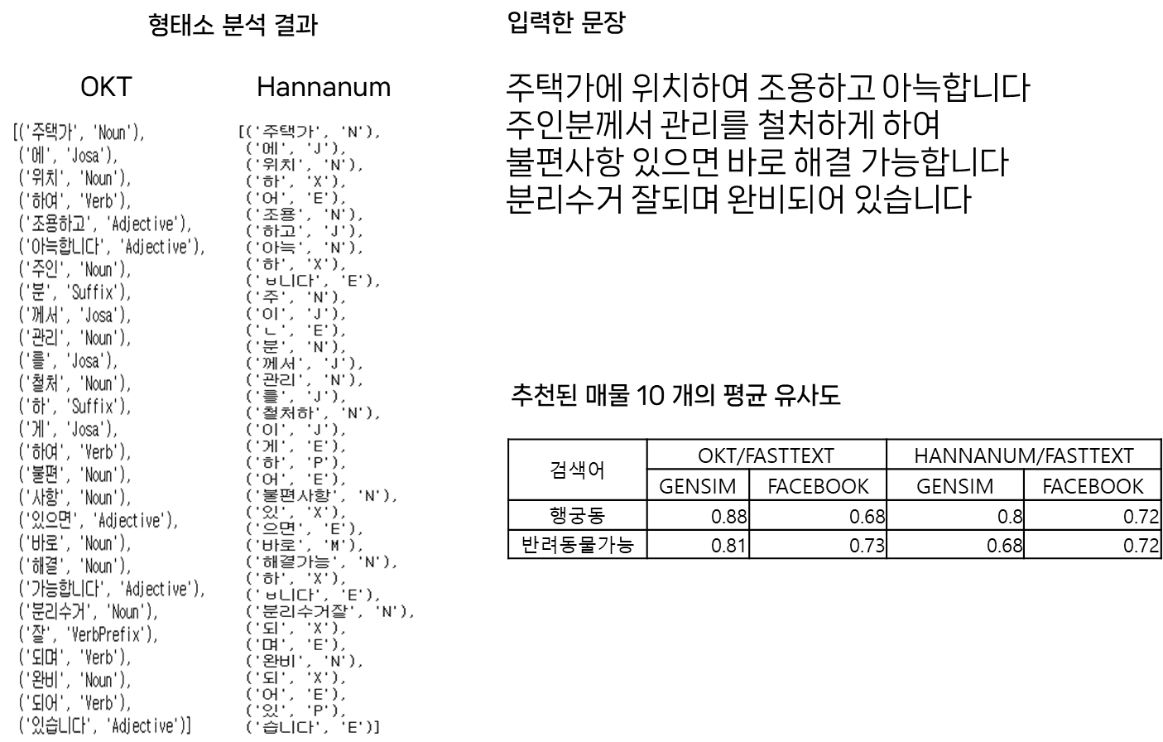 형태소 분석 결과
OKT
[('주택가', 'Noun'),
('에', 'Josa'),
('위치', 'Noun'),
('하여', 'Verb'),
('조용하고', 'Adjective'),
('아늑합니다', 'Adjective'),
('주인', 'Noun'),
('분', 'Suffix'),
('께서', 'Josa'),
('관리', 'Noun'),
('를', 'Josa'),
('철처', 'Noun'),
('하', 'Suffix'),
('게', 'Josa'),
('하여', 'Verb'),
('불편', 'Noun'),
('사항', 'Noun'),
('있으면', 'Adjective'),
('바로', 'Noun'),
('해결', 'Noun'),
('가능합니다', 'Adjective'),
('분리수거', 'Noun'),
('잘', 'VerbPrefix'),
('되며', 'Verb'),
('완비', 'Noun'),
('되어', 'Verb'),
('있습니다', 'Adjective')]
Hannanum
[('주택가', 'N'),
('에', 'J'),
('위치', 'N'),
('하', 'X'),
('어', 'E'),
('조용', 'N'),
('하고', 'J'),
('아늑', 'N'),
('하', 'X'),
('ㅂ니다', 'E'),
('주', 'N'),
('이', 'J'),
('ㄴ', 'E'),
('분', 'N'),
('께서', 'J'),
('관리', 'N'),
('를', 'J'),
('철처하', 'N'),
('이', 'J'),
('게', 'E'),
('하', 'P'),
('어', 'E'),
('불편사항', 'N'),
('있', 'X'),
('으면', 'E'),
('바로', 'M'),
('해결가능', 'N'),
('하', 'X'),
('ㅂ니다', 'E'),
('분리수거잘', 'N'),
('되', 'X'),
('며', 'E'),
('완비', 'N'),
('되', 'X'),
('어', 'E'),
('있', 'P'),
('습니다', 'E')]
입력한 문장
주택가에 위치하여 조용하고 아늑합니다
주인분께서 관리를 철처하게 하여
불편사항 있으면 바로 해결 가능합니다
분리수거 잘되며 완비되어 있습니다
추천된 매물 10 개의 평균 유사도
검색어 OKT/FASTTEXT HANNANUM/FASTTEXT
GENSIM FACEBOOK GENSIM FACEBOOK
행궁동 0.88 0.68 0.8 0.72
반려동물가능 0.81 0.73 0.68 0.72